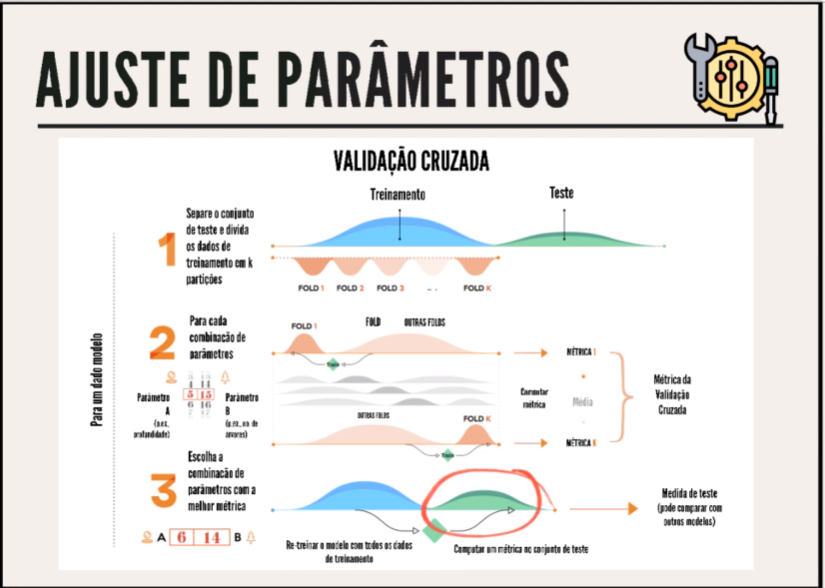 AJUSTE DE PARÂMETROS
VALIDAÇÃO CRUZADA
Treinamento
Teste
Para um dado modelo
1
Separe o conjunto
de teste e divida
os dados de
treinamento em k
partições
FOLD 1
FOLD 2
FOLD 3
...
FOLD K
2
Para cada
combinação de
parâmetros
Parâmetro
A
(p.ex.,
profundidade)
5 15
6 16
Parâmetro
B
(p.ex., no. de
arvores)
FOLD 1
FOLD
OUTRAS FOLDS
OUTRAS FOLDS
FOLD K
Computar
métrica
MÉTRICA 1
Média
MÉTRICA K
Métrica da
Validação
Cruzada
3
Escolha a
combinação de
parâmetros com a
melhor métrica
A 6 14 B
Re-treinar o modelo com todos os dados
de treinamento
Computar um métrica no conjunto de teste
Medida de teste
(pode comparar com
outros modelos)